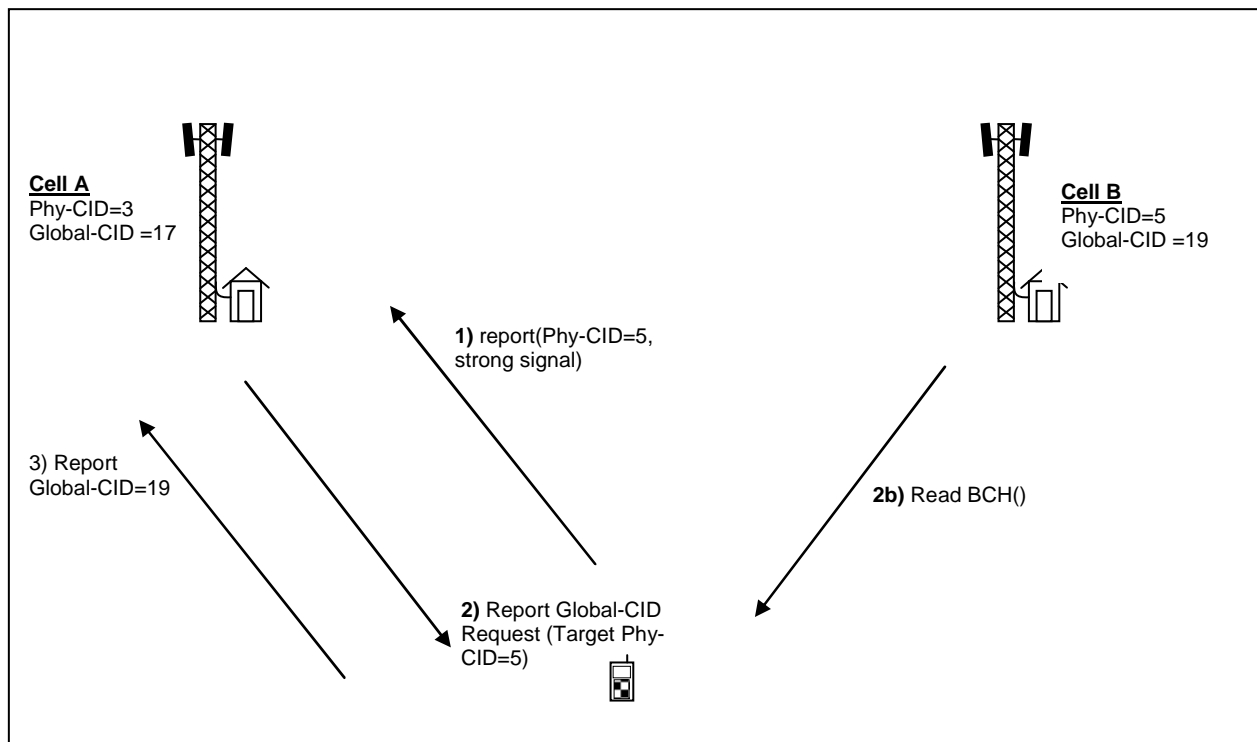 Cell A
Phy-CID=3
Global-CID =17
Cell B
Phy-CID=5
Global-CID =19
1) report(Phy-CID=5,
strong signal)
3) Report
Global-CID=19
2b) Read BCH()
2) Report Global-CID
Request (Target Phy-
CID=5)